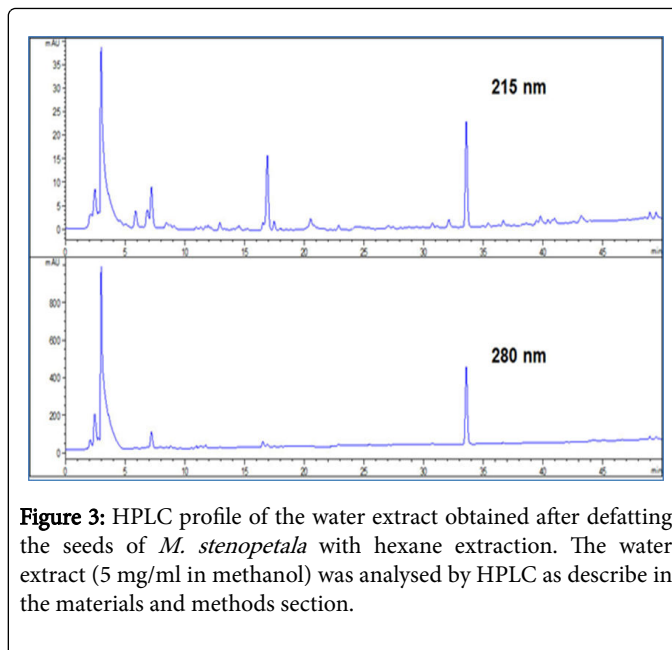 mAU
35
30
25
20
15
10
5
0
215 nm
0 5 10 15 20 25 30 35 40 45
mAU
800
600
400
200
0
280 nm
0 5 10 15 20 25 30 35 40 45
Figure 3: HPLC profile of the water extract obtained after defatting
the seeds of M. stenopetala with hexane extraction. The water
extract (5 mg/ml in methanol) was analysed by HPLC as describe in
the materials and methods section.